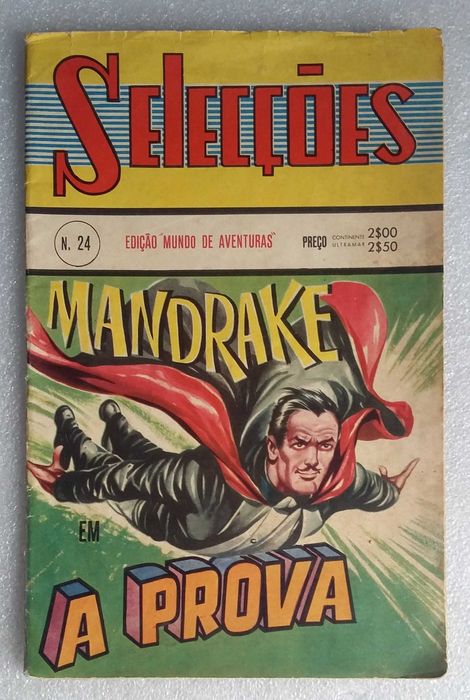 SELECÇÕES
N. 24 EDIÇÃO "MUNDO DE AVENTURAS" PREÇO CONTINENTE 2$00
ULTRAMAR 2$50
MANDRAKE
EM
A PROVA